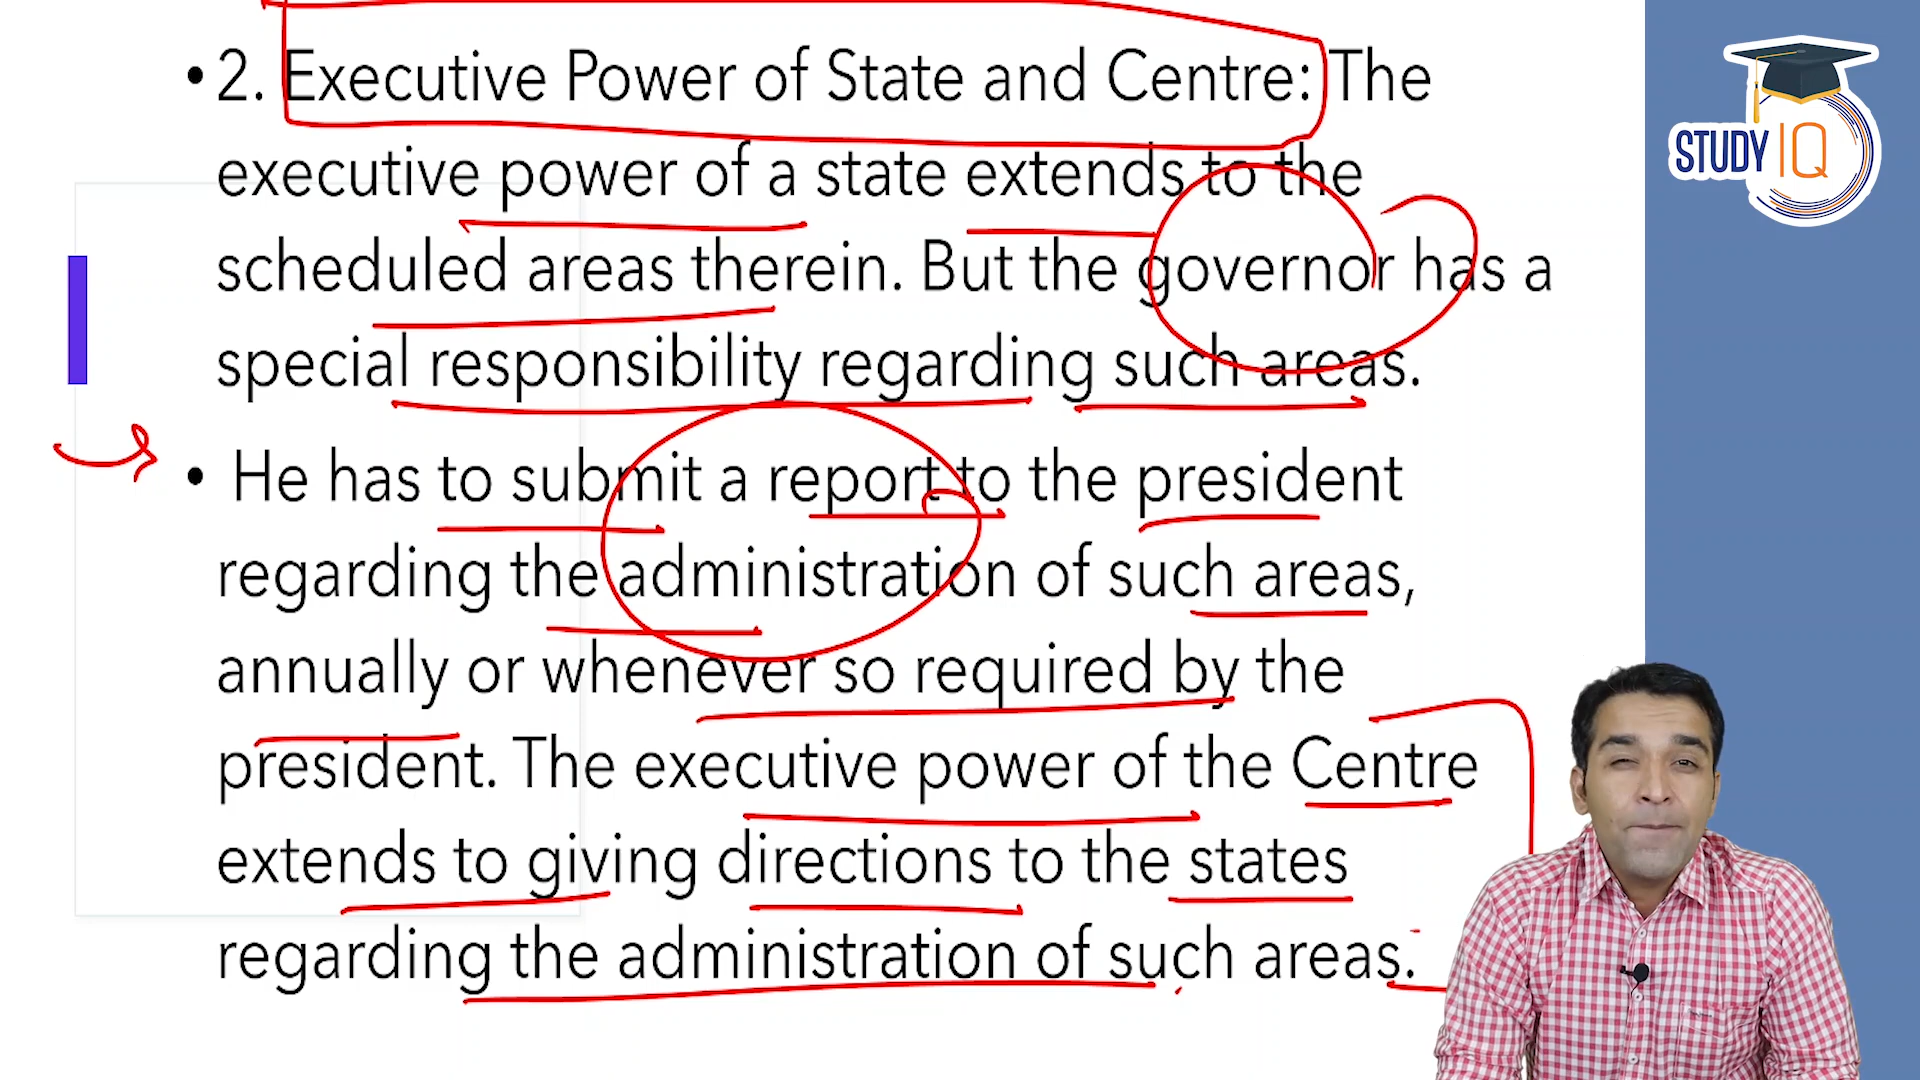 • 2. Executive Power of State and Centre: The
executive power of a state extends to the
scheduled areas therein. But the governor has a
special responsibility regarding such areas.
• He has to submit a report to the president
regarding the administration of such areas,
annually or whenever so required by the
president. The executive power of the Centre
extends to giving directions to the states
regarding the administration of such areas.
STUDY IQ